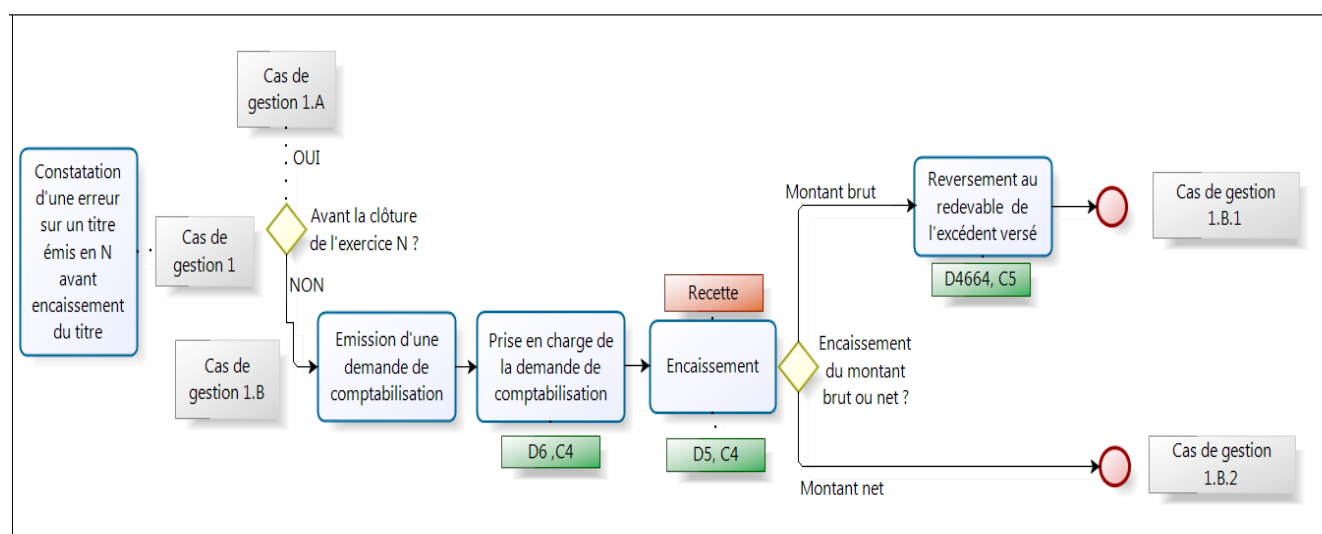 Constatation
d'une erreur
sur un titre
émis en N
avant
encaissement
du titre
Cas de
gestion 1
Cas de
gestion 1.A
OUI
Avant la clôture
de l'exercice N ?
NON
Cas de
gestion 1.B
Emission d'une
demande de
comptabilisation
Prise en charge de
la demande de
comptabilisation
D6 ,C4
Recette
Encaissement
D5, C4
Encaissement
du montant
brut ou net ?
Montant brut
Reversement au
redevable de
l'excédent versé
D4664, C5
Cas de gestion
1.B.1
Montant net
Cas de gestion
1.B.2